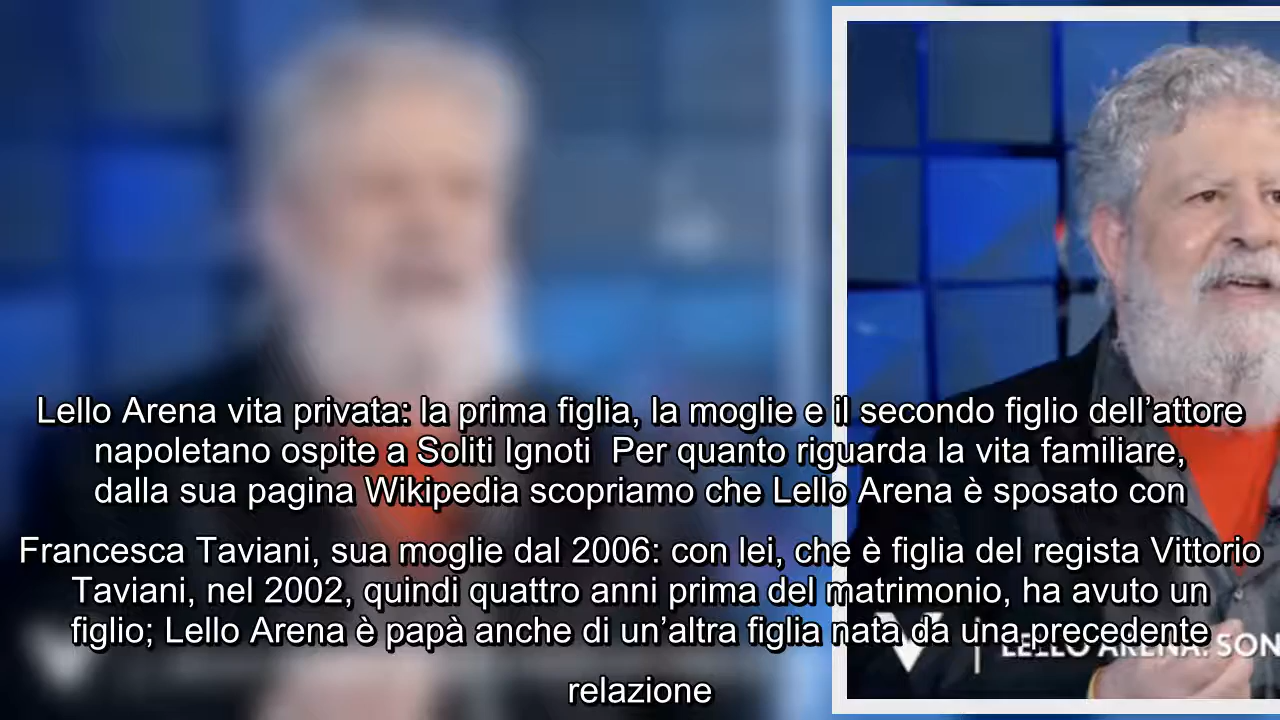 Lello Arena vita privata: la prima figlia, la moglie e il secondo figlio dell’attore
napoletano ospite a Soliti Ignoti  Per quanto riguarda la vita familiare,
dalla sua pagina Wikipedia scopriamo che Lello Arena è sposato con
Francesca Taviani, sua moglie dal 2006: con lei, che è figlia del regista Vittorio
Taviani, nel 2002, quindi quattro anni prima del matrimonio, ha avuto un
figlio; Lello Arena è papà anche di un’altra figlia nata da una precedente
V | LELLO ARENA: SON
relazione